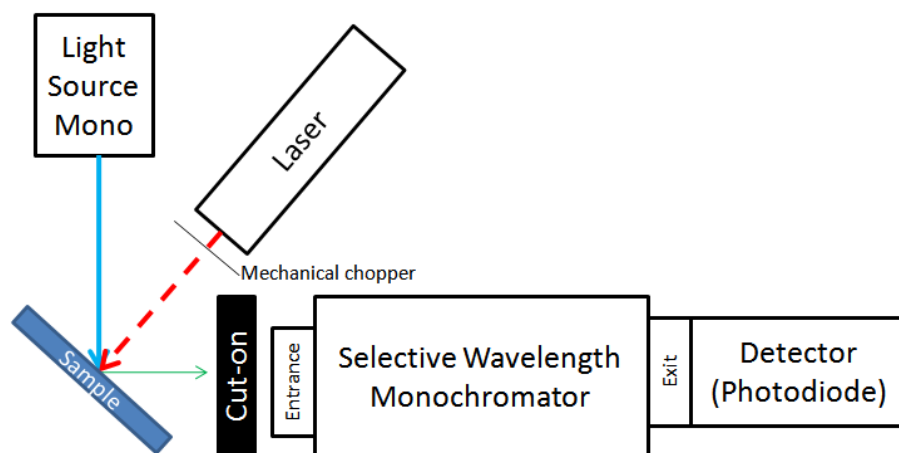 Light
Source
Mono
Laser
Mechanical chopper
Sample
Cut-on
Entrance
Selective Wavelength
Monochromator
Exit
Detector
(Photodiode)